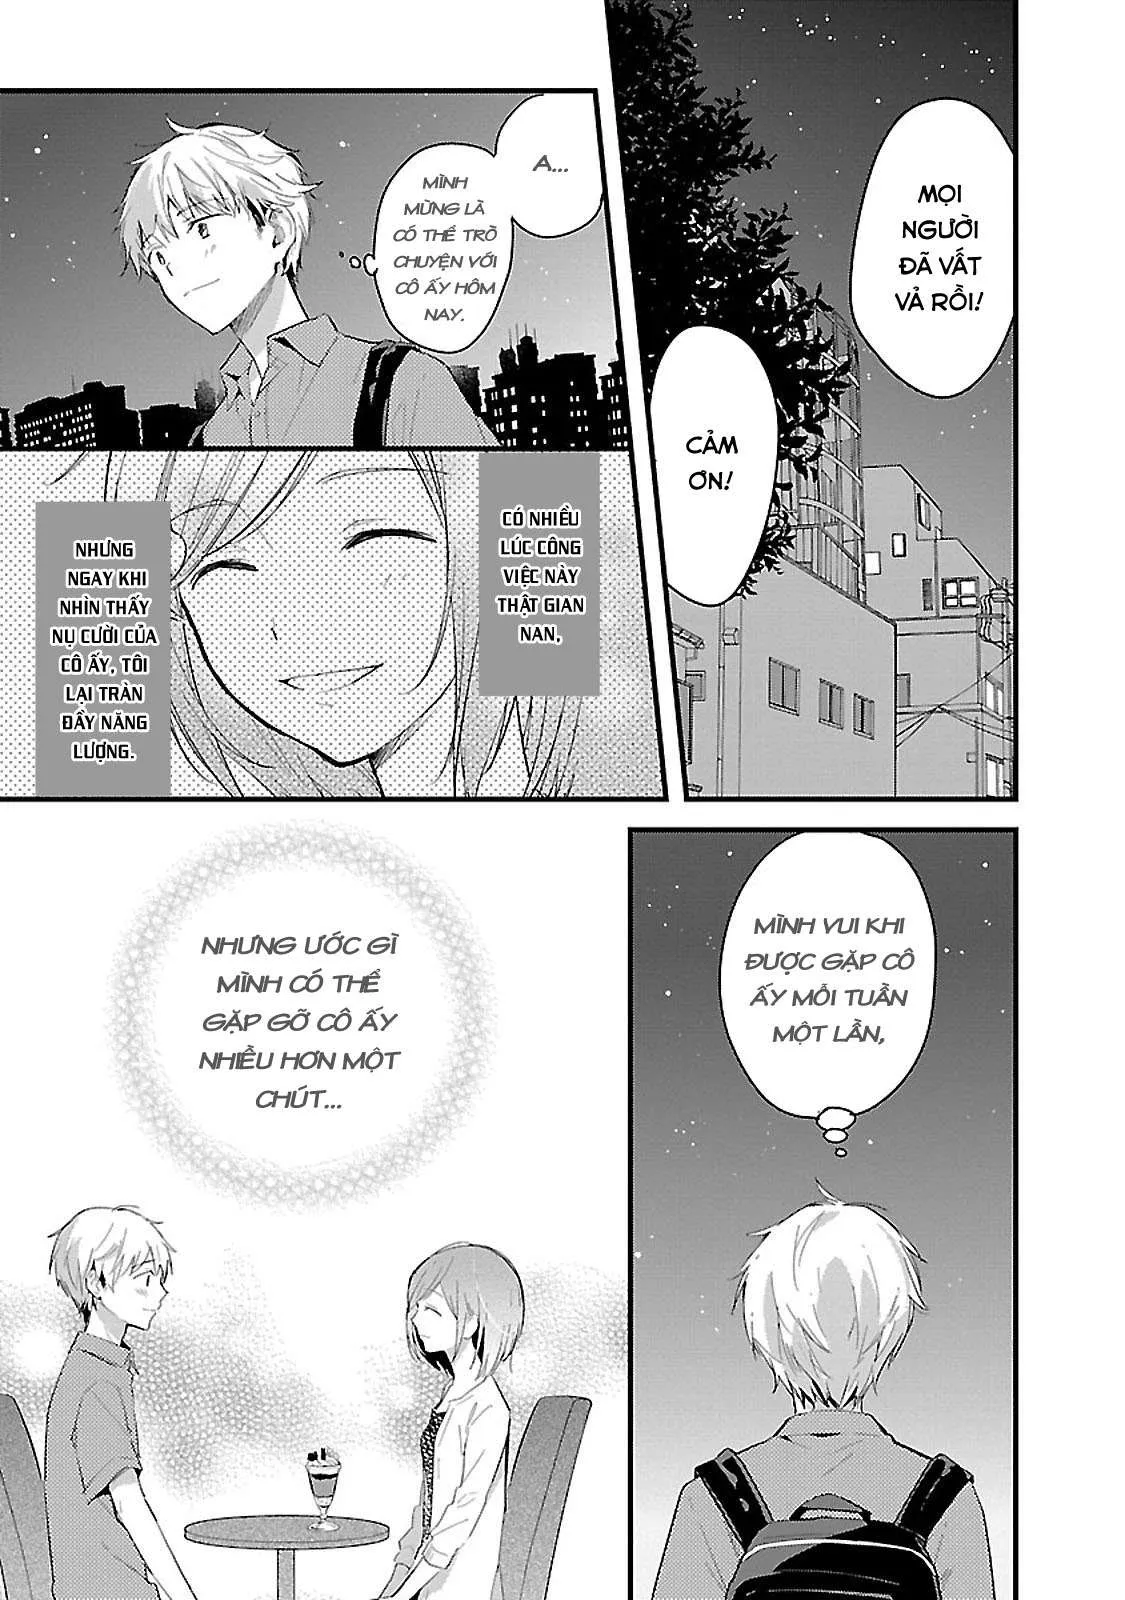 MỌI
NGƯỜI
ĐÃ VẤT
VẢ RỒI!
CẢM
ƠN!
A...
MÌNH
MỪNG LÀ
CÓ THỂ TRÒ
CHUYỆN VỚI
CÔ ẤY HÔM
NAY.
CÓ NHIỀU
LÚC CÔNG
VIỆC NÀY
THẬT GIAN
NAN,
NHƯNG
NGAY KHI
NHÌN THẤY
NỤ CƯỜI CỦA
CÔ ẤY, TÔI
LẠI TRÀN
ĐẦY NĂNG
LƯỢNG.
MÌNH VUI KHI
ĐƯỢC GẶP CÔ
ẤY MỖI TUẦN
MỘT LẦN,
NHƯNG ƯỚC GÌ
MÌNH CÓ THỂ
GẶP GỠ CÔ ẤY
NHIỀU HƠN MỘT
CHÚT...